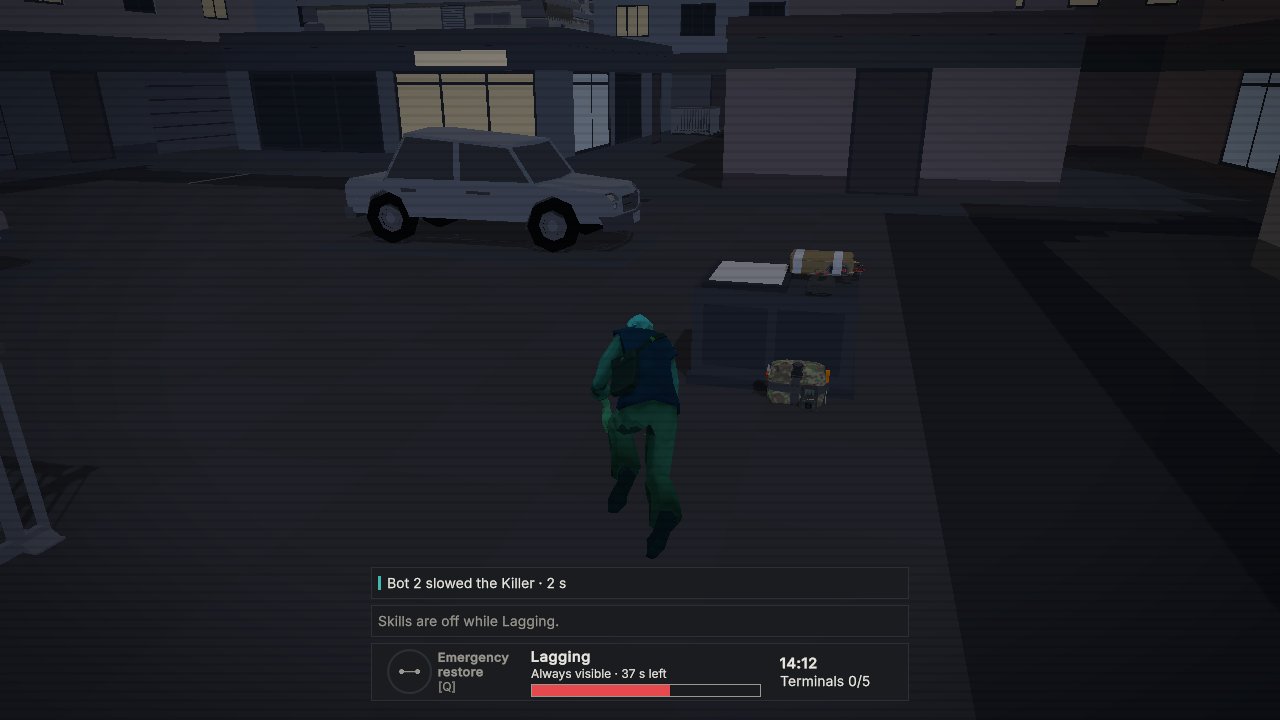 Bot 2 slowed the Killer · 2 s
Skills are off while Lagging.
Emergency
restore
[Q]
Lagging
Always visible · 37 s left
14:12
Terminals 0/5